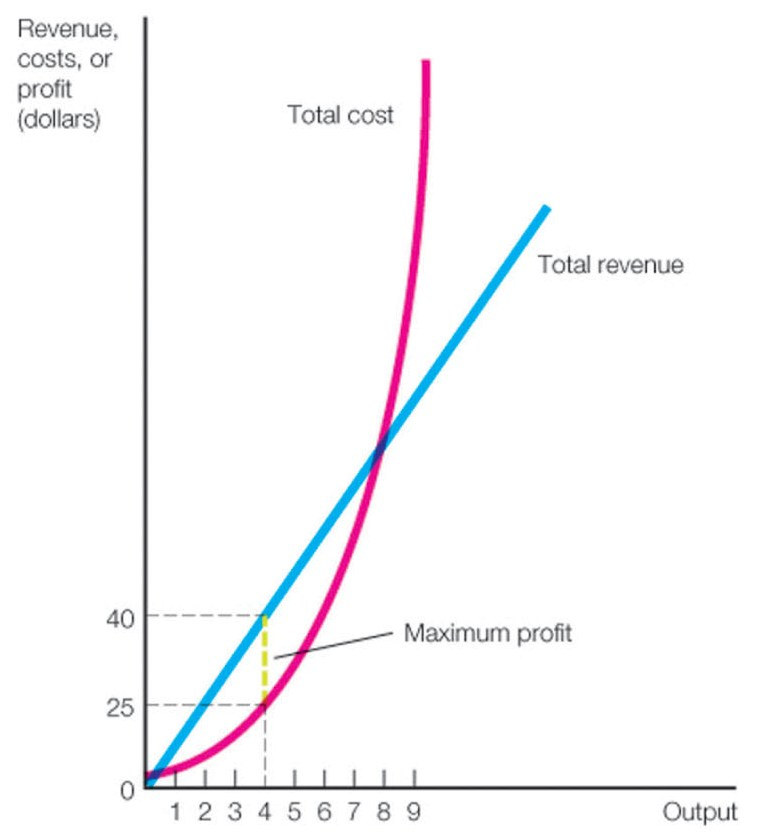 Revenue,
costs, or
profit
(dollars)
Total cost
Total revenue
40
Maximum profit
25
0
1 2 3 4 5 6 7 8 9
Output